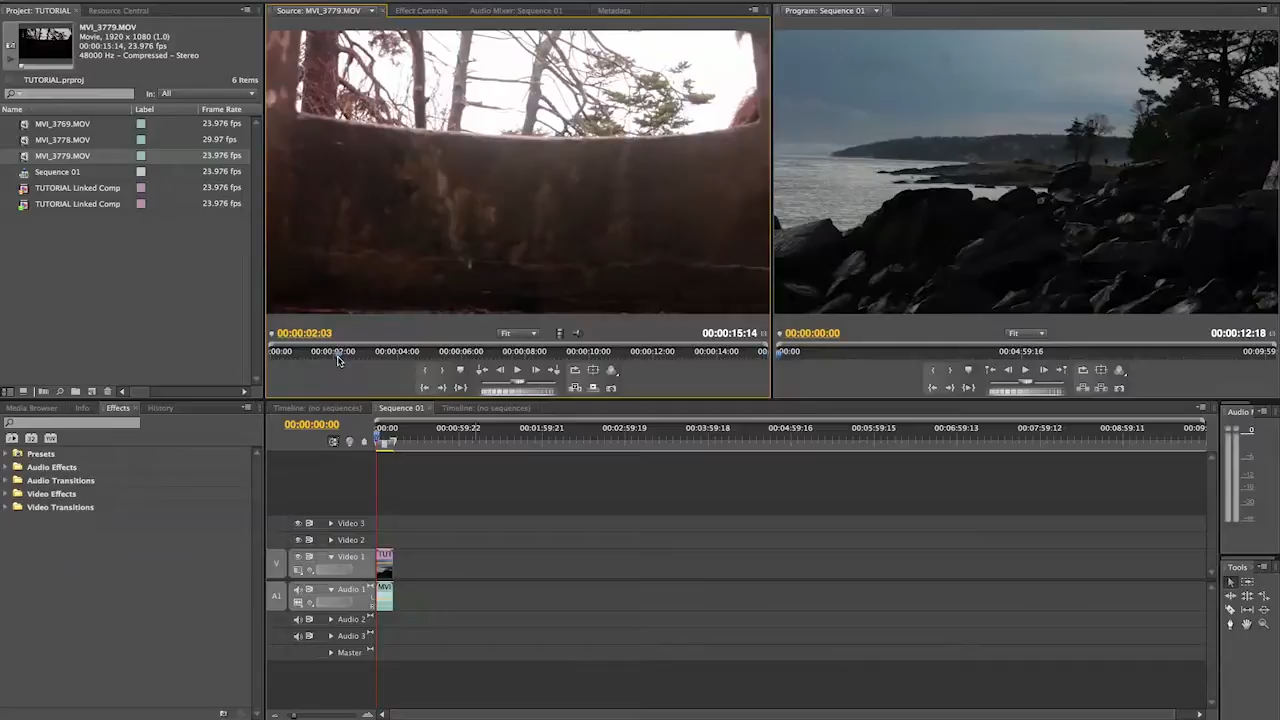 Project: TUTORIAL
Resource Central
MVI_3779.MOV
Movie, 1920 x 1080 (1.0)
00:00:15:14, 23.976 fps
48000 Hz - Compressed - Stereo
TUTORIAL.prproj
6 Items
In: All
Name Label Frame Rate
MVI_3769.MOV 23.976 fps
MVI_3778.MOV 29.97 fps
MVI_3779.MOV 23.976 fps
Sequence 01 23.976 fps
TUTORIAL Linked Comp 23.976 fps
TUTORIAL Linked Comp 23.976 fps
Source: MVI_3779.MOV
Effect Controls
Audio Mixer: Sequence 01
Metadata
00:00:02:03
Fit
00:00:15:14
:00:00 00:00:02:00 00:00:04:00 00:00:06:00 00:00:08:00 00:00:10:00 00:00:12:00 00:00:14:00 00
Program: Sequence 01
00:00:00:00
Fit
00:00:12:18
00:00 00:04:59:16 00:09:59
Media Browser
Info
Effects
History
Presets
Audio Effects
Audio Transitions
Video Effects
Video Transitions
Timeline: (no sequences)
Sequence 01
Timeline: (no sequences)
00:00:00:00
:00:00 00:00:59:22 00:01:59:21 00:02:59:19 00:03:59:18 00:04:59:16 00:05:59:15 00:06:59:13 00:07:59:12 00:08:59:11 00:09:
Video 3
Video 2
V
Video 1
TUT
A1
Audio 1
MVI
L
R
Audio 2
Audio 3
Master
Audio
0
Tools